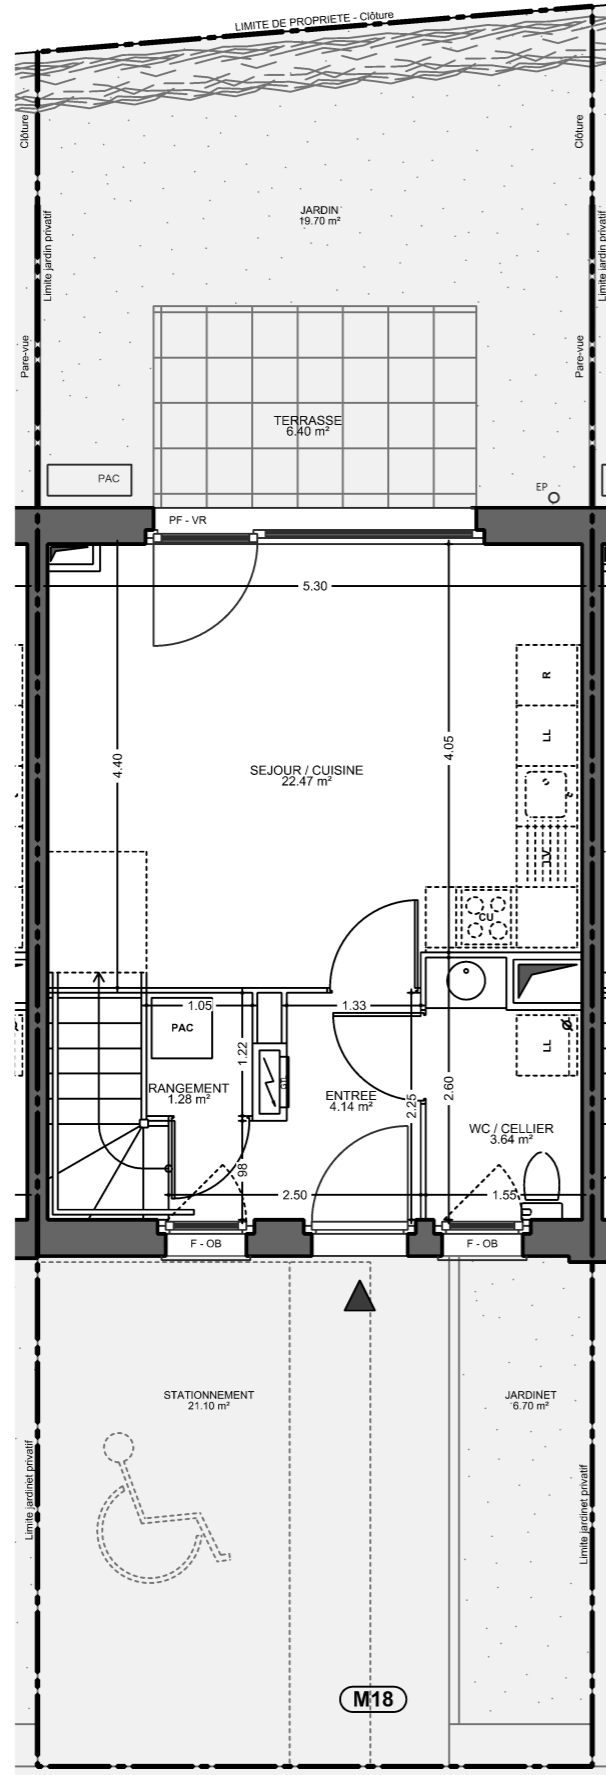 LIMITE DE PROPRIETE - Clôture
Clôture
Clôture
JARDIN
19.70 m²
Limite jardin privatif
Limite jardin privatif
Pare-vue
Pare-vue
TERRASSE
6.40 m²
PAC
EP
PF - VR
5.30
R
LL
4.05
4.40
SEJOUR / CUISINE
22.47 m²
LV
CU
1.05
1.33
PAC
1.22
LL
RANGEMENT
1.28 m²
GTL
ENTREE
4.14 m²
2.25
2.60
WC / CELLIER
3.64 m²
98
2.50
1.55
F - OB
F - OB
STATIONNEMENT
21.10 m²
JARDINET
6.70 m²
Limite jardinet privatif
Limite jardinet privatif
M18